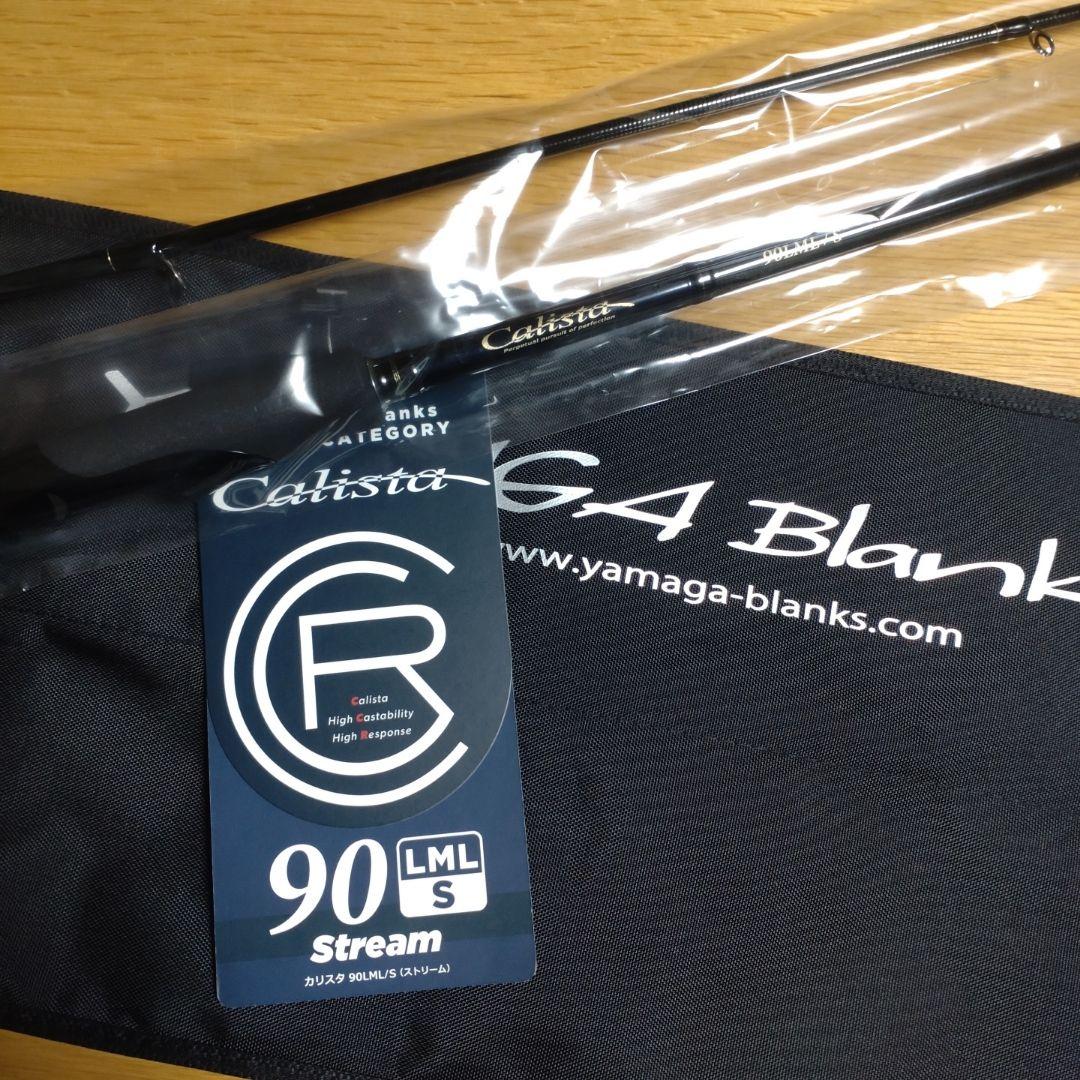 90LML/S
Calista
Perpetual pursuit of perfection
anks
CATEGORY
Calista
GA Blank
www.yamaga-blanks.com
CCR
Calista
High Castability
High Response
90 LML
S
Stream
カリスタ 90LML/S (ストリーム)